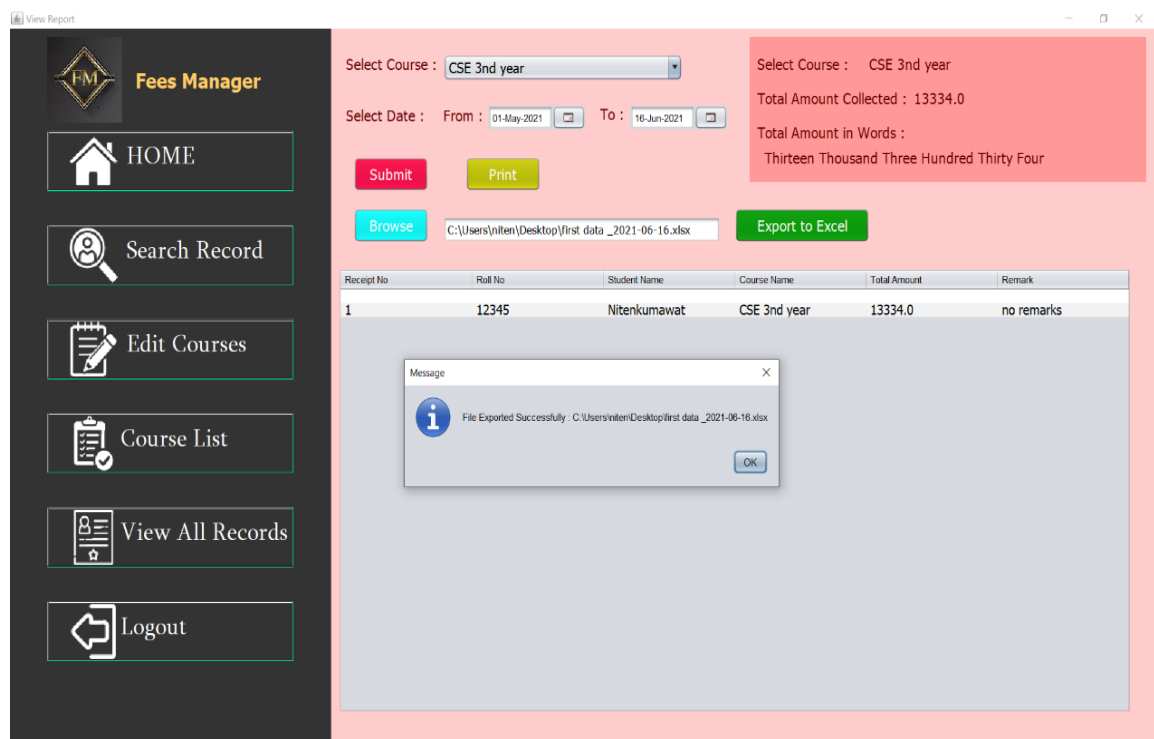 View Report
FM
Fees Manager
HOME
Search Record
Edit Courses
Course List
View All Records
Logout
Select Course : CSE 3nd year
Select Date : From : 01-May-2021 To : 16-Jun-2021
Submit Print
Browse C:\Users\niten\Desktop\first data _2021-06-16.xlsx Export to Excel
Select Course : CSE 3nd year
Total Amount Collected : 13334.0
Total Amount in Words :
Thirteen Thousand Three Hundred Thirty Four
Receipt No Roll No Student Name Course Name Total Amount Remark
1 12345 Nitenkumawat CSE 3nd year 13334.0 no remarks
Message
File Exported Successfully : C:\Users\niten\Desktop\first data _2021-06-16.xlsx
OK